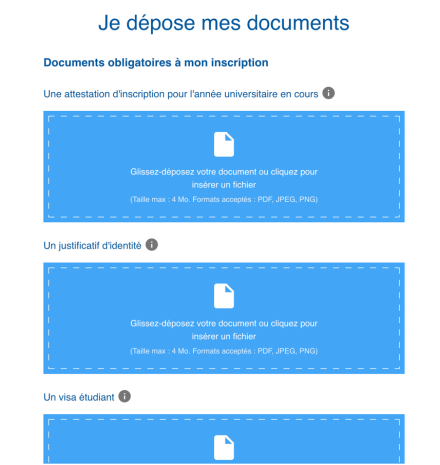 Je dépose mes documents
Documents obligatoires à mon inscription
Une attestation d'inscription pour l'année universitaire en cours i
Glissez-déposez votre document ou cliquez pour
insérer un fichier
(Taille max : 4 Mo. Formats acceptés : PDF, JPEG, PNG)
Un justificatif d'identité i
Glissez-déposez votre document ou cliquez pour
insérer un fichier
(Taille max : 4 Mo. Formats acceptés : PDF, JPEG, PNG)
Un visa étudiant i